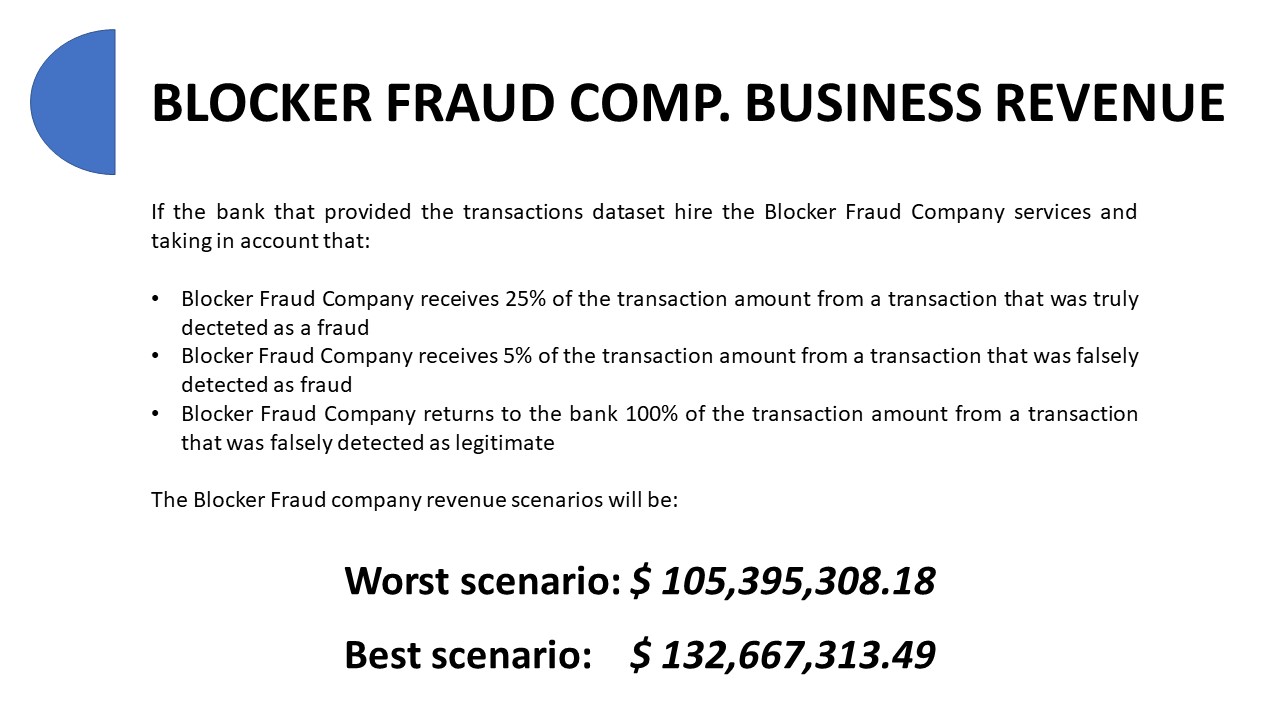 BLOCKER FRAUD COMP. BUSINESS REVENUE
If the bank that provided the transactions dataset hire the Blocker Fraud Company services and
taking in account that:
• Blocker Fraud Company receives 25% of the transaction amount from a transaction that was truly
decteted as a fraud
• Blocker Fraud Company receives 5% of the transaction amount from a transaction that was falsely
detected as fraud
• Blocker Fraud Company returns to the bank 100% of the transaction amount from a transaction
that was falsely detected as legitimate
The Blocker Fraud company revenue scenarios will be:
Worst scenario: $ 105,395,308.18
Best scenario: $ 132,667,313.49